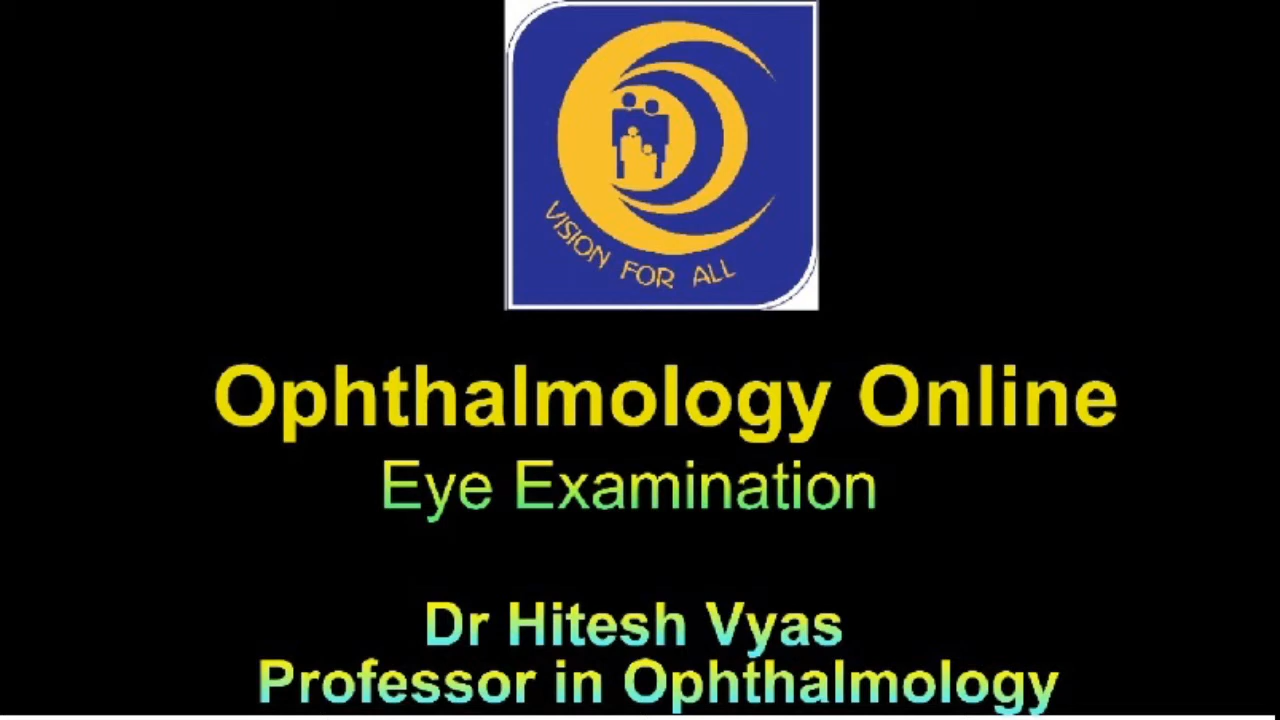 VISION FOR ALL
Ophthalmology Online
Eye Examination
Dr Hitesh Vyas
Professor in Ophthalmology